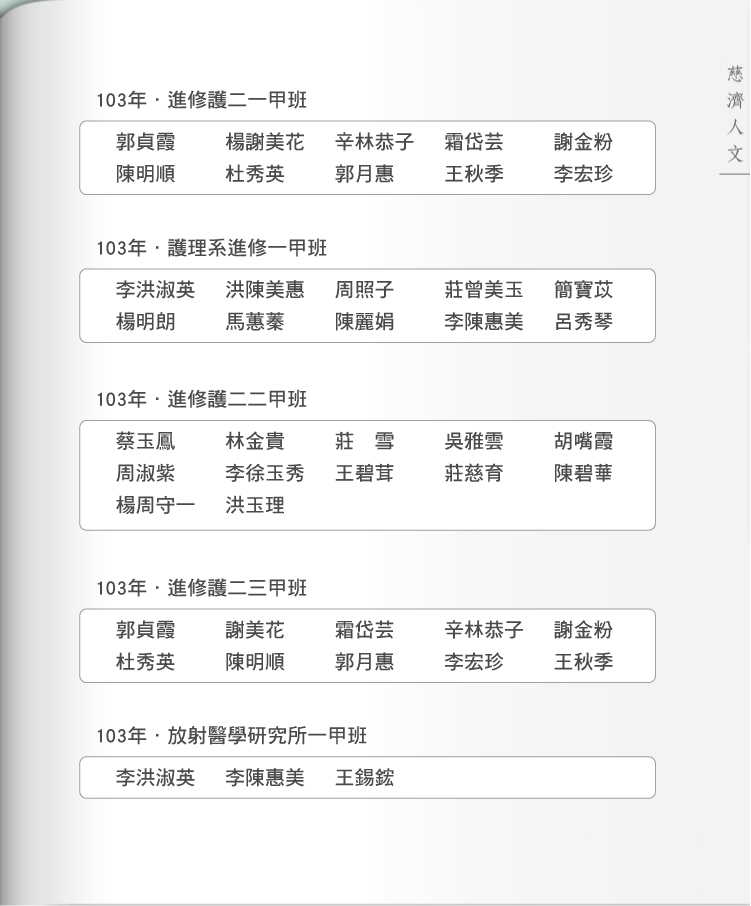 慈濟人文
103年·進修護二一甲班
郭貞霞 楊謝美花 辛林恭子 霜岱芸 謝金粉
陳明順 杜秀英 郭月惠 王秋季 李宏珍
103年·護理系進修一甲班
李洪淑英 洪陳美惠 周照子 莊曾美玉 簡寶苡
楊明朗 馬蕙蓁 陳麗娟 李陳惠美 呂秀琴
103年·進修護二二甲班
蔡玉鳳 林金貴 莊　雪 吳雅雲 胡嘴霞
周淑紫 李徐玉秀 王碧茸 莊慈育 陳碧華
楊周守一 洪玉理
103年·進修護二三甲班
郭貞霞 謝美花 霜岱芸 辛林恭子 謝金粉
杜秀英 陳明順 郭月惠 李宏珍 王秋季
103年·放射醫學研究所一甲班
李洪淑英 李陳惠美 王錫鋐